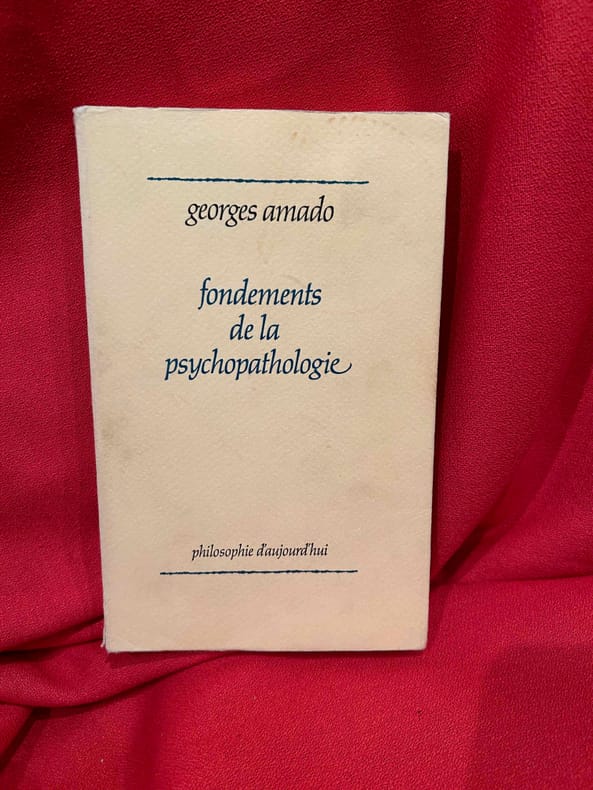 georges amado
fondements
de la
psychopathologie
philosophie d'aujourd'hui